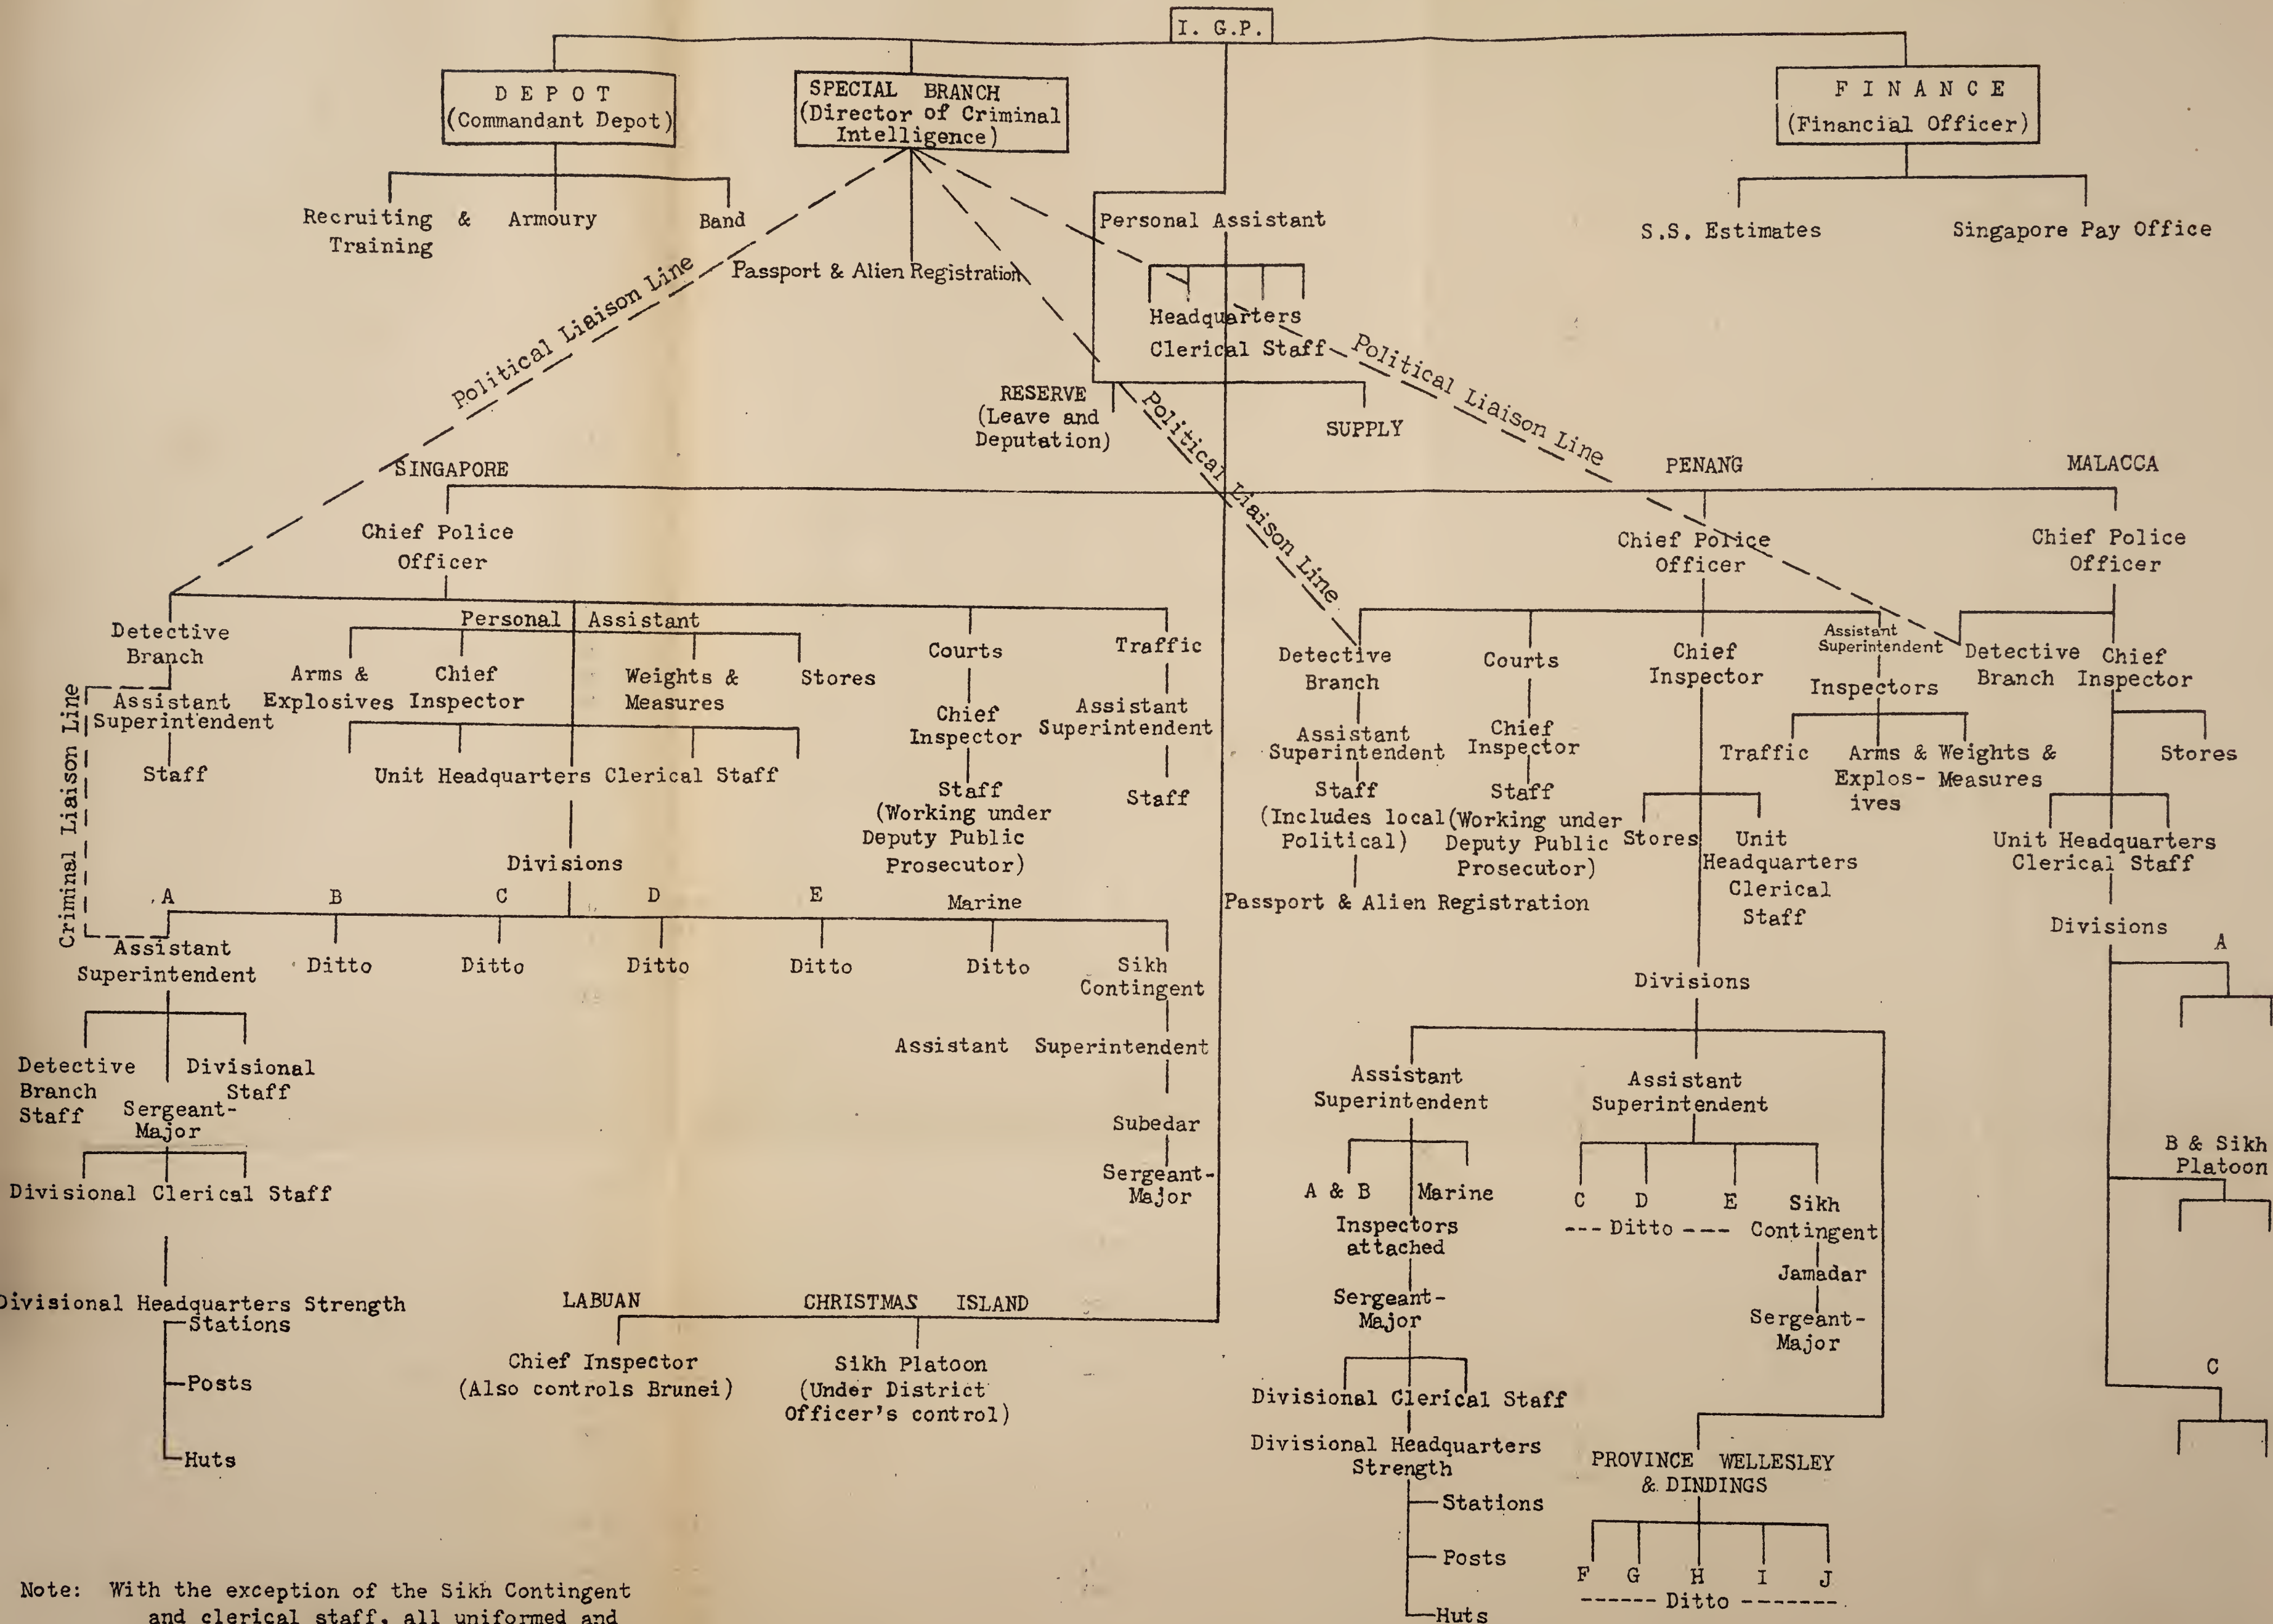 I. G.P.
D E P O T
(Commandant Depot)
SPECIAL BRANCH
(Director of Criminal
Intelligence)
F I N A N C E
(Financial Officer)
Recruiting &
Training
Armoury
Band
Passport & Alien Registration
Personal Assistant
S.S. Estimates
Singapore Pay Office
Headquarters
Clerical Staff
Political Liaison Line
Political Liaison Line
Political Liaison Line
RESERVE
(Leave and
Deputation)
SUPPLY
SINGAPORE
PENANG
MALACCA
Chief Police
Officer
Chief Police
Officer
Chief Police
Officer
Detective
Branch
Assistant
Superintendent
Staff
Criminal Liaison Line
Personal Assistant
Arms &
Explosives
Chief
Inspector
Weights &
Measures
Stores
Unit Headquarters Clerical Staff
Courts
Chief
Inspector
Staff
(Working under
Deputy Public
Prosecutor)
Traffic
Assistant
Superintendent
Staff
Divisions
A
B
C
D
E
Marine
Assistant
Superintendent
Ditto
Ditto
Ditto
Ditto
Ditto
Sikh
Contingent
Assistant Superintendent
Subedar
Sergeant-
Major
Detective
Branch
Staff
Divisional
Staff
Sergeant-
Major
Divisional Clerical Staff
Divisional Headquarters Strength
Stations
Posts
Huts
LABUAN
Chief Inspector
(Also controls Brunei)
CHRISTMAS ISLAND
Sikh Platoon
(Under District
Officer's control)
Detective
Branch
Assistant
Superintendent
Staff
(Includes local
Political)
Passport & Alien Registration
Courts
Chief
Inspector
Staff
(Working under
Deputy Public
Prosecutor)
Chief
Inspector
Stores
Unit
Headquarters
Clerical
Staff
Assistant
Superintendent
Inspectors
Traffic
Arms &
Explos-
ives
Weights &
Measures
Divisions
Assistant
Superintendent
A & B
Marine
Inspectors
attached
Sergeant-
Major
Divisional Clerical Staff
Divisional Headquarters
Strength
Stations
Posts
Huts
Assistant
Superintendent
C
D
E
--- Ditto ---
Sikh
Contingent
Jamadar
Sergeant-
Major
PROVINCE WELLESLEY
& DINDINGS
F
G
H
I
J
------ Ditto -------
Detective
Branch
Chief
Inspector
Stores
Unit Headquarters
Clerical Staff
Divisions
A
B & Sikh
Platoon
C
Note: With the exception of the Sikh Contingent
and clerical staff, all uniformed and